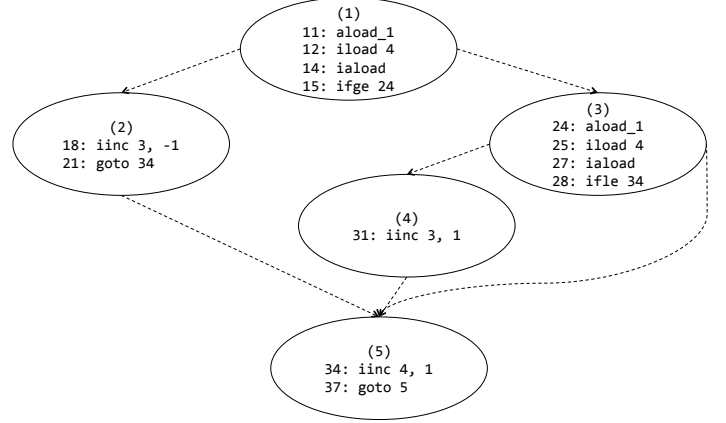 (1)
11: aload_1
12: iload 4
14: iaload
15: ifge 24
(2)
18: iinc 3, -1
21: goto 34
(3)
24: aload_1
25: iload 4
27: iaload
28: ifle 34
(4)
31: iinc 3, 1
(5)
34: iinc 4, 1
37: goto 5